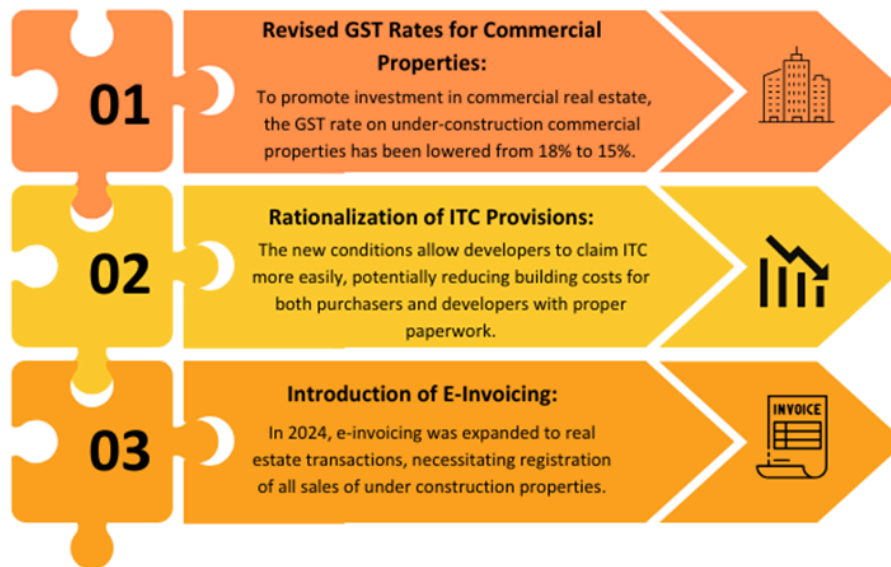 01
Revised GST Rates for Commercial
Properties:
To promote investment in commercial real estate,
the GST rate on under-construction commercial
properties has been lowered from 18% to 15%.
02
Rationalization of ITC Provisions:
The new conditions allow developers to claim ITC
more easily, potentially reducing building costs for
both purchasers and developers with proper
paperwork.
03
Introduction of E-Invoicing:
In 2024, e-invoicing was expanded to real
estate transactions, necessitating registration
of all sales of under construction properties.
INVOICE